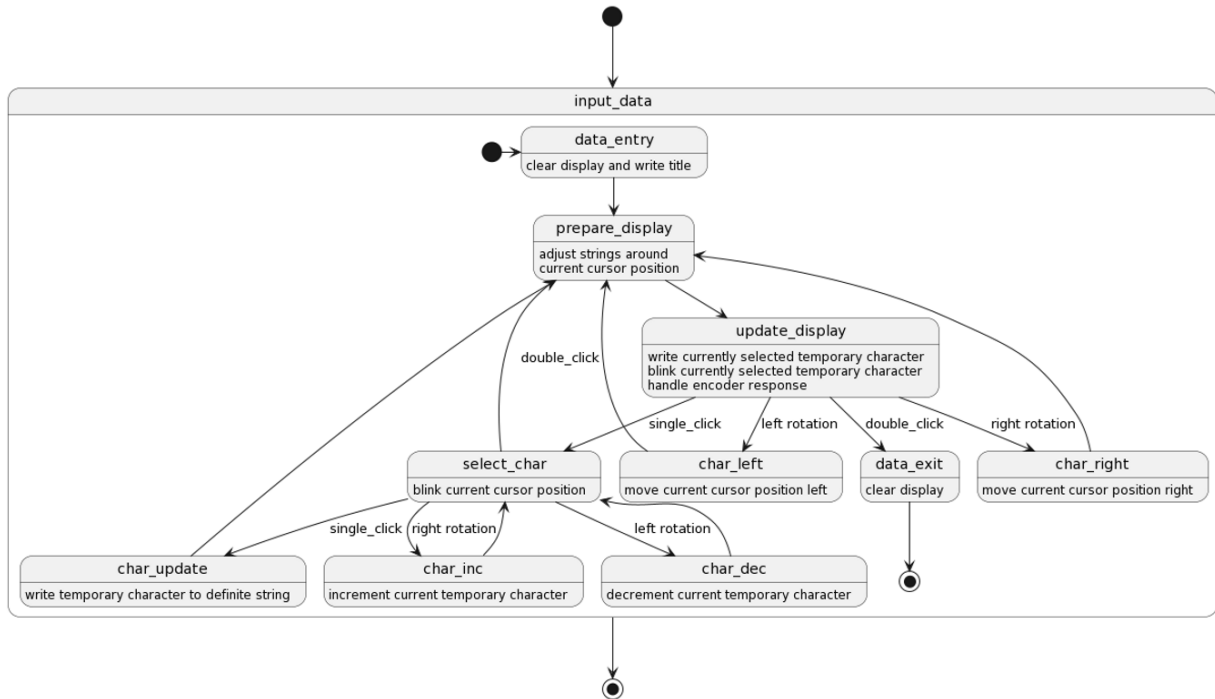 input_data
data_entry
clear display and write title
prepare_display
adjust strings around
current cursor position
update_display
write currently selected temporary character
blink currently selected temporary character
handle encoder response
double_click
single_click
left rotation
double_click
right rotation
select_char
blink current cursor position
char_left
move current cursor position left
data_exit
clear display
char_right
move current cursor position right
single_click
right rotation
left rotation
char_update
write temporary character to definite string
char_inc
increment current temporary character
char_dec
decrement current temporary character